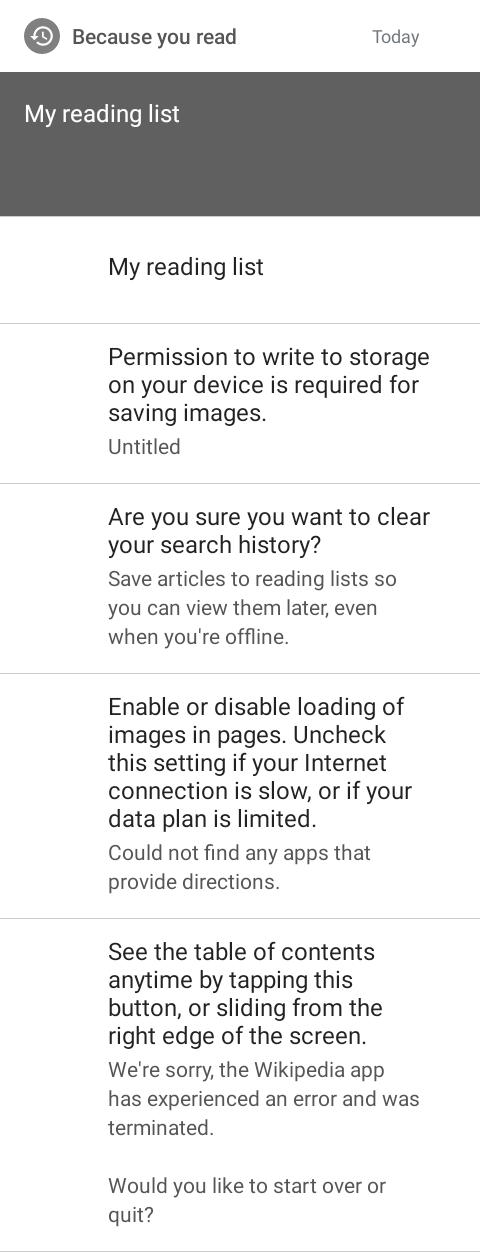 Because you read
Today
My reading list
My reading list
Permission to write to storage
on your device is required for
saving images.
Untitled
Are you sure you want to clear
your search history?
Save articles to reading lists so
you can view them later, even
when you're offline.
Enable or disable loading of
images in pages. Uncheck
this setting if your Internet
connection is slow, or if your
data plan is limited.
Could not find any apps that
provide directions.
See the table of contents
anytime by tapping this
button, or sliding from the
right edge of the screen.
We're sorry, the Wikipedia app
has experienced an error and was
terminated.
Would you like to start over or
quit?